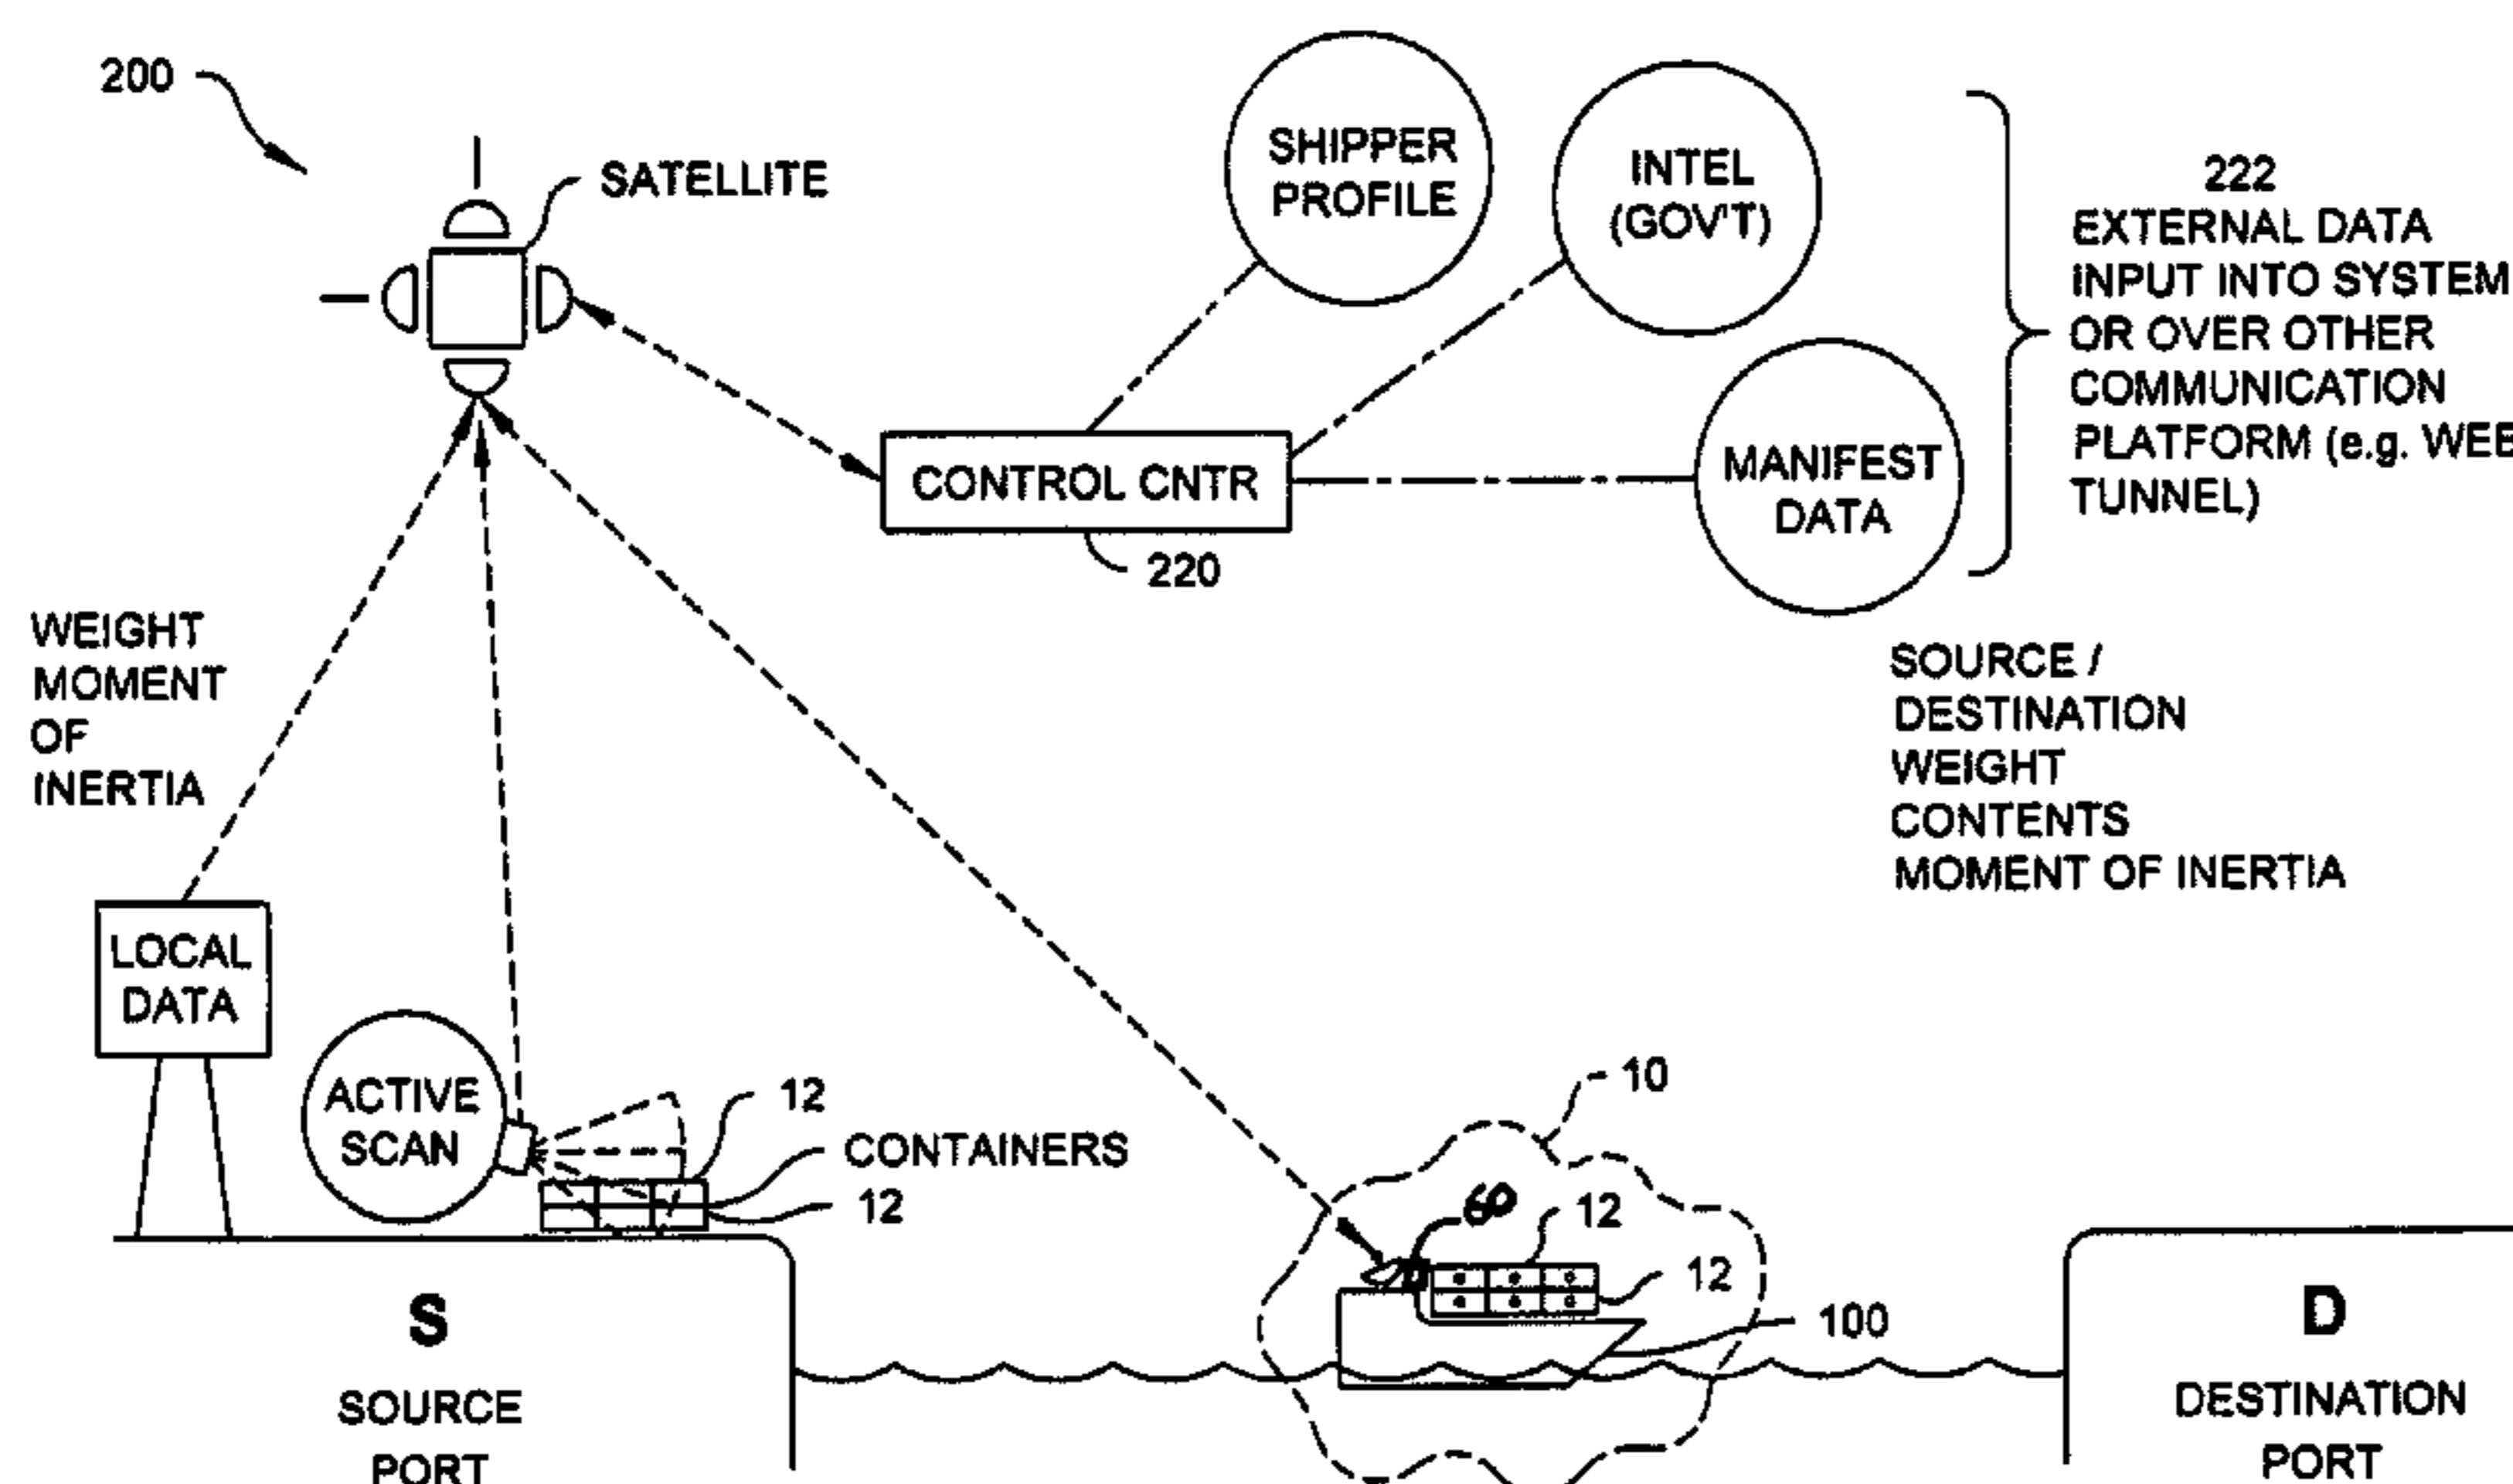 200
SATELLITE
SHIPPER
PROFILE
INTEL
(GOV'T)
MANIFEST
DATA
222
EXTERNAL DATA
INPUT INTO SYSTEM
OR OVER OTHER
COMMUNICATION
PLATFORM (e.g. WEB
TUNNEL)
CONTROL CNTR
220
WEIGHT
MOMENT
OF
INERTIA
SOURCE /
DESTINATION
WEIGHT
CONTENTS
MOMENT OF INERTIA
LOCAL
DATA
ACTIVE
SCAN
12
CONTAINERS
12
10
12
12
100
S
SOURCE
PORT
D
DESTINATION
PORT